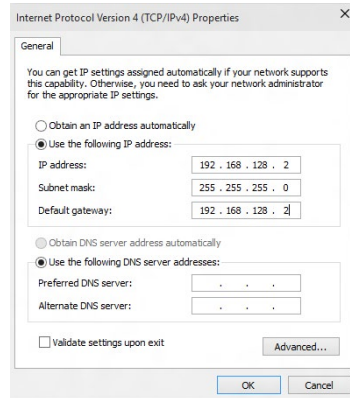 Internet Protocol Version 4 (TCP/IPv4) Properties
General
You can get IP settings assigned automatically if your network supports
this capability. Otherwise, you need to ask your network administrator
for the appropriate IP settings.
Obtain an IP address automatically
Use the following IP address:
IP address: 192 . 168 . 128 . 2
Subnet mask: 255 . 255 . 255 . 0
Default gateway: 192 . 168 . 128 . 2
Obtain DNS server address automatically
Use the following DNS server addresses:
Preferred DNS server: . . .
Alternate DNS server: . . .
Validate settings upon exit
Advanced...
OK Cancel